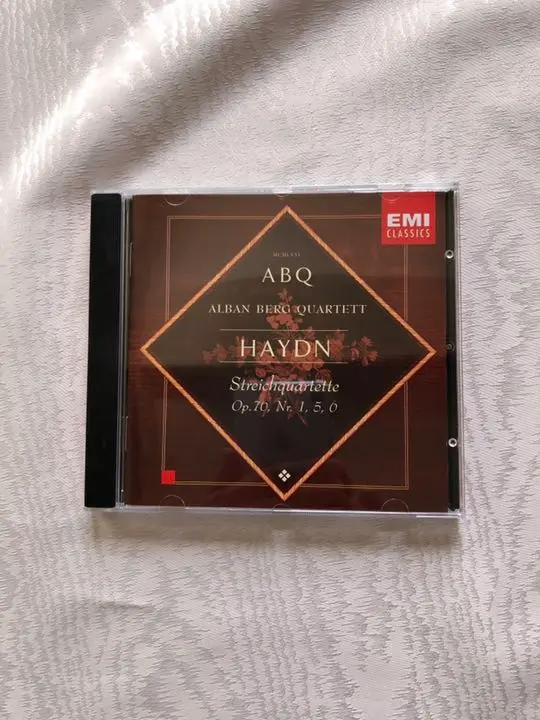 EMI
CLASSICS
ABQ
ALBAN BERG QUARTETT
HAYDN
Streichquartette
Op.76, Nr. 1, 5, 6